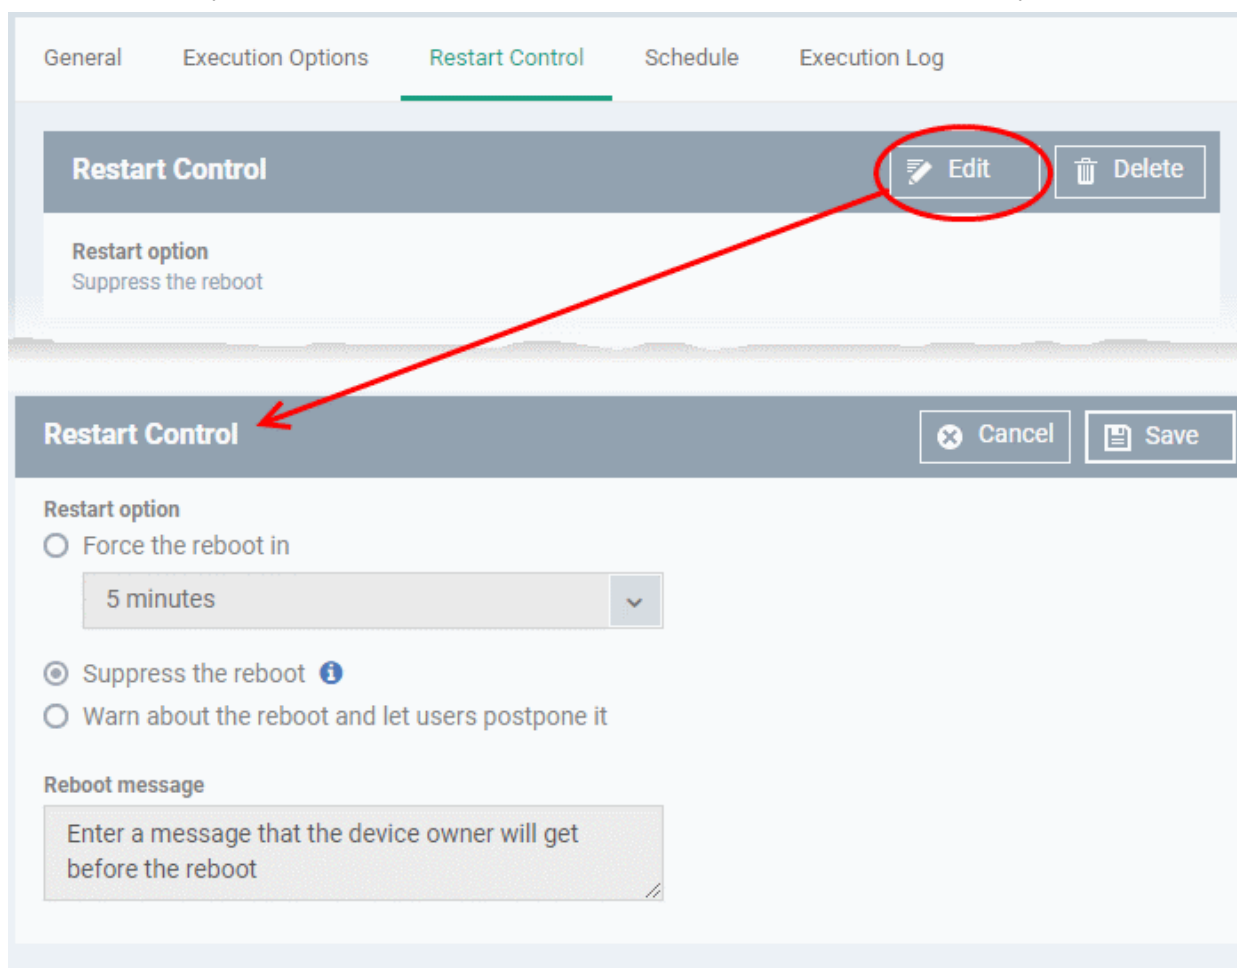 General Execution Options Restart Control Schedule Execution Log
Restart Control Edit Delete
Restart option
Suppress the reboot
Restart Control Cancel Save
Restart option
Force the reboot in
5 minutes
Suppress the reboot
Warn about the reboot and let users postpone it
Reboot message
Enter a message that the device owner will get
before the reboot